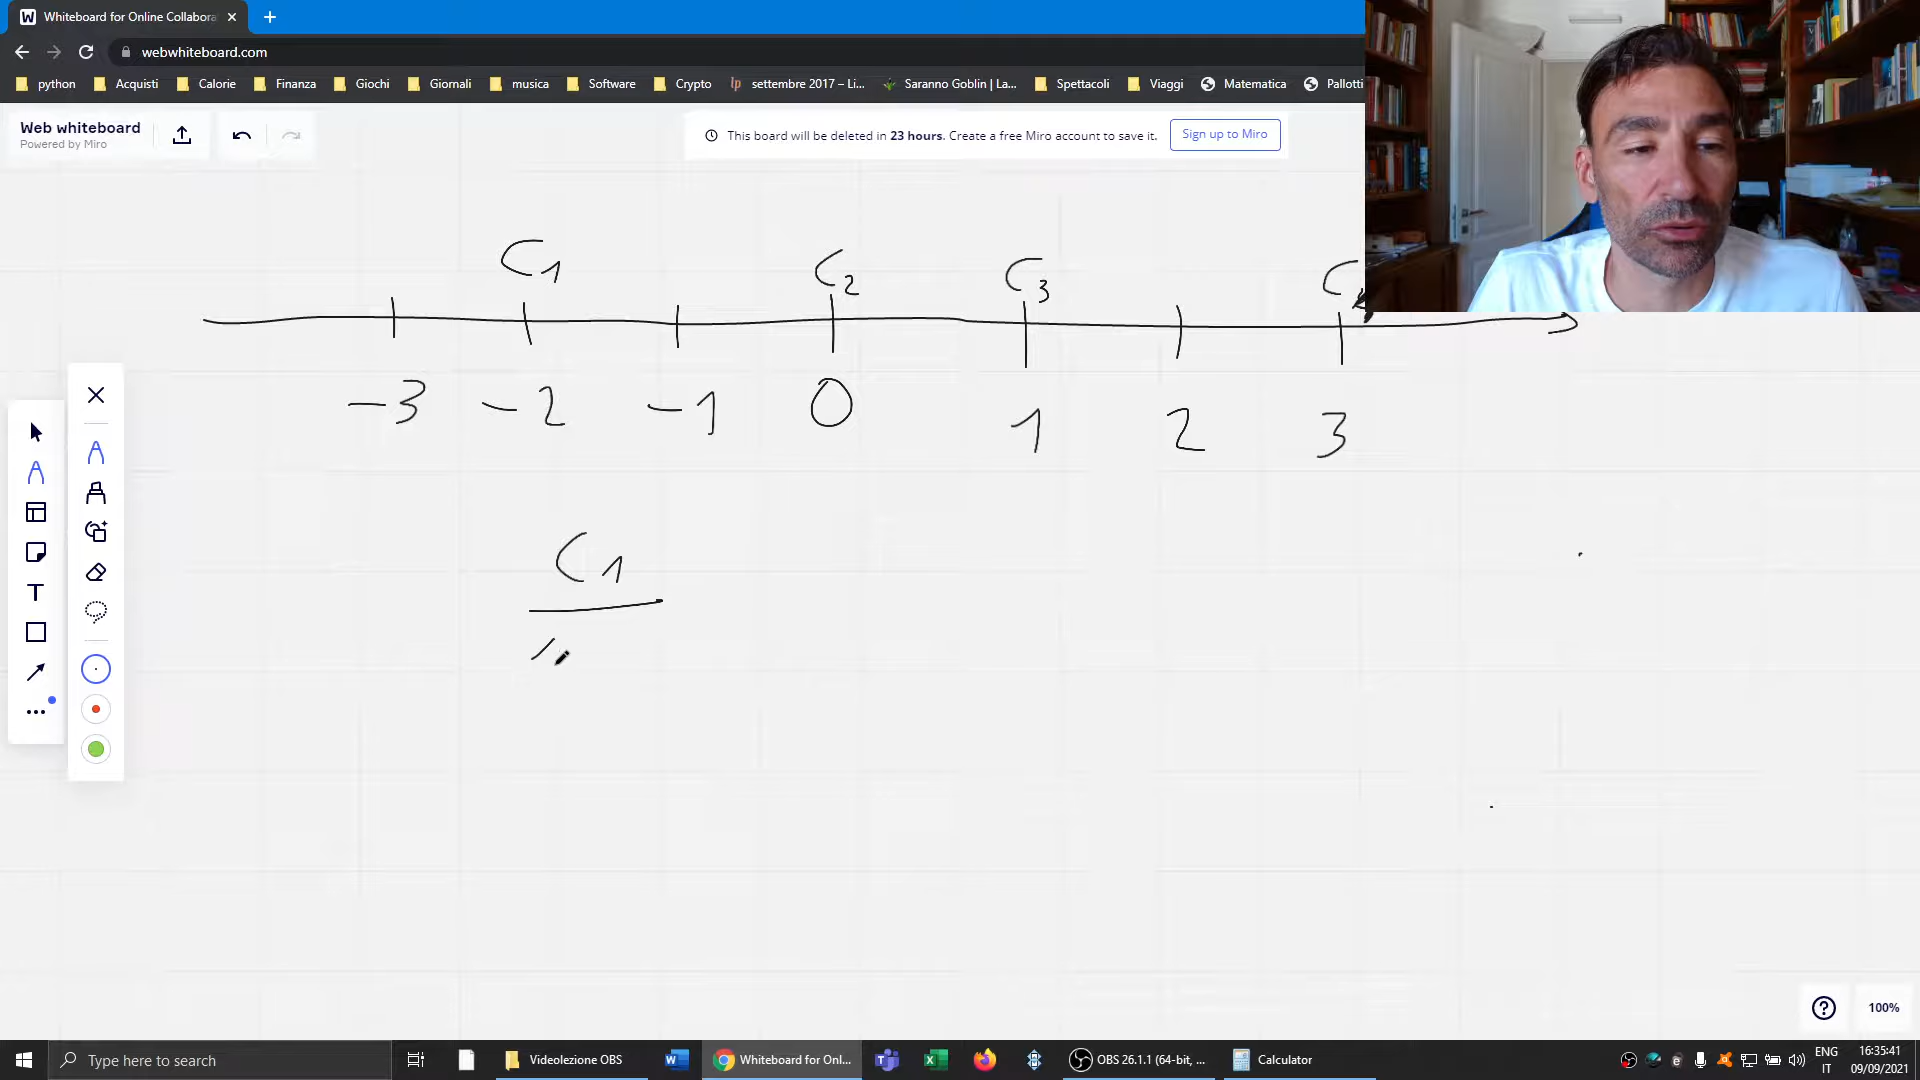 Whiteboard for Online Collabora
webwhiteboard.com
python Acquisti Calorie Finanza Giochi Giornali musica Software Crypto lp settembre 2017 – Li... Saranno Goblin | La... Spettacoli Viaggi Matematica Pallotti
Web whiteboard
Powered by Miro
This board will be deleted in 23 hours. Create a free Miro account to save it. Sign up to Miro
C1 C2 C3 C
-3 -2 -1 0 1 2 3
C1
T
100%
Type here to search Videolezione OBS Whiteboard for Onl... OBS 26.1.1 (64-bit, ... Calculator
ENG 16:35:41
IT 09/09/2021